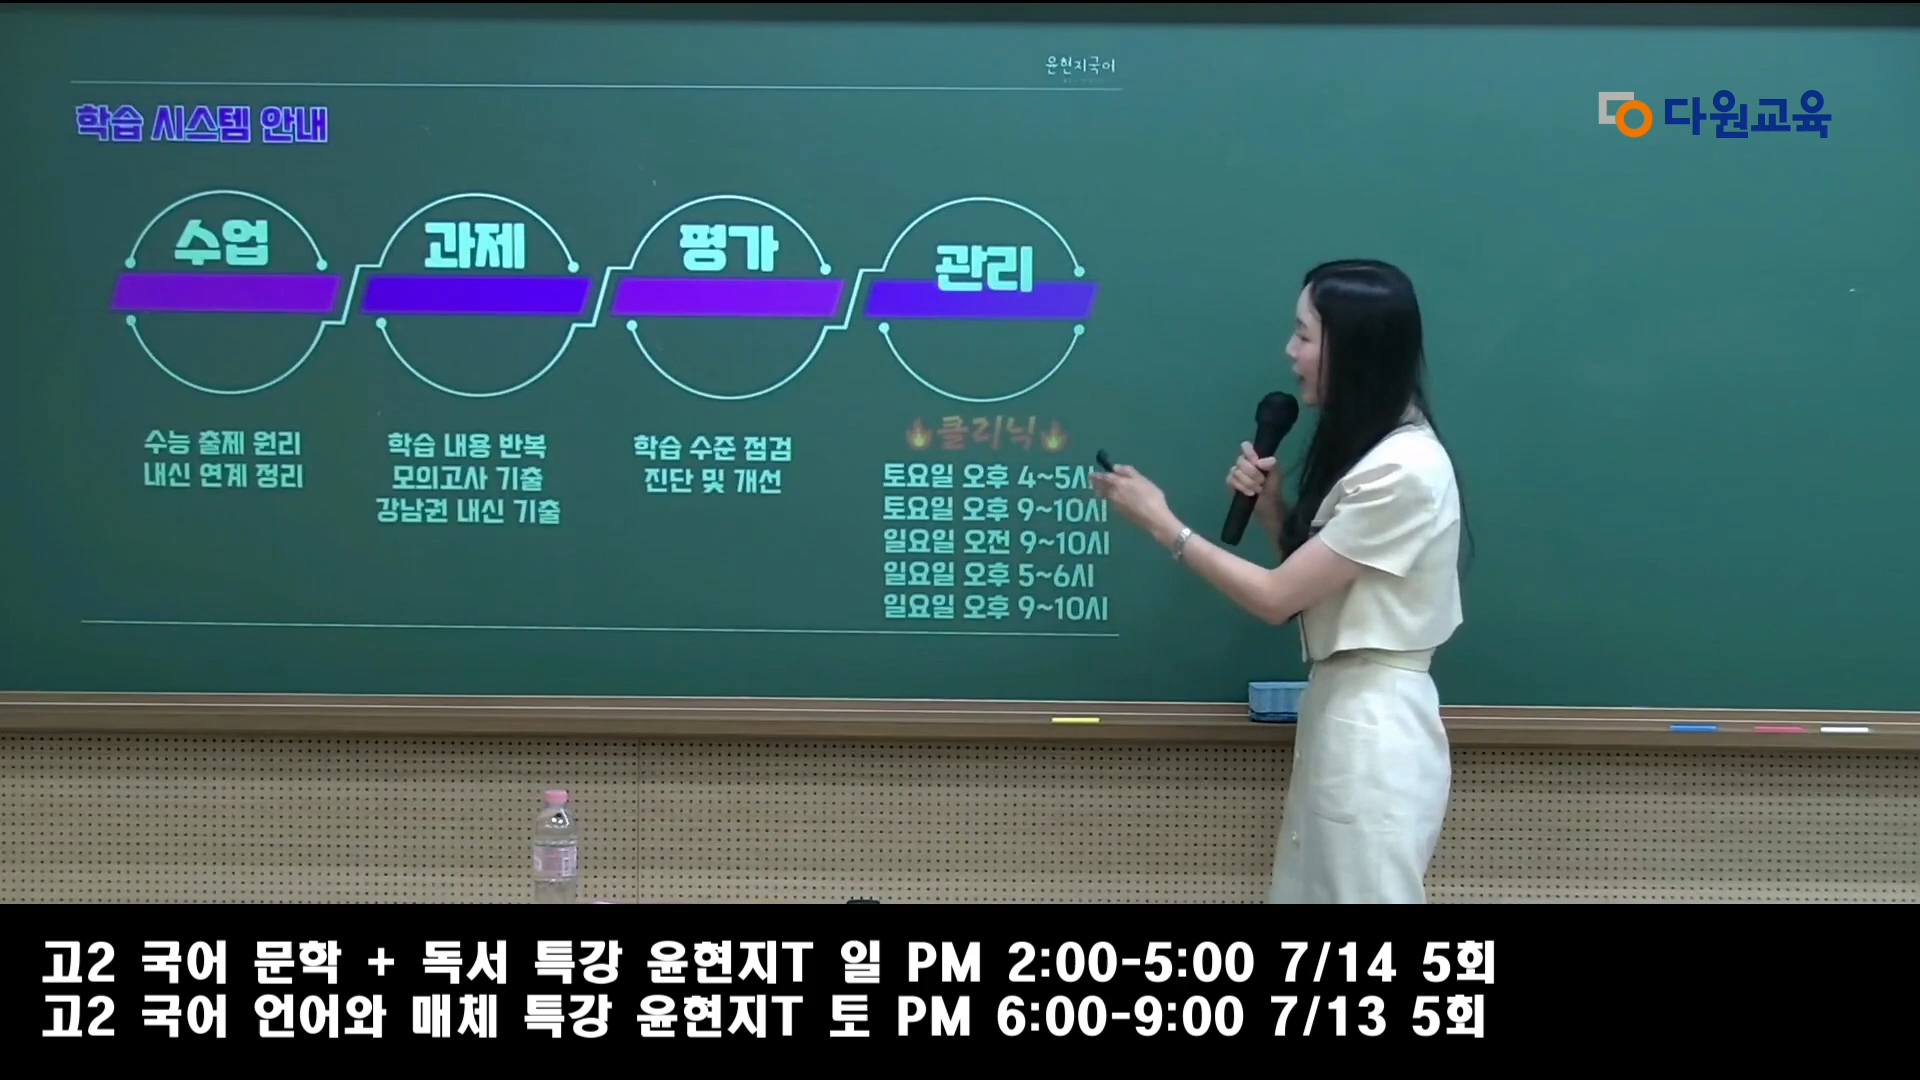 윤현지국어
다원교육
학습 시스템 안내
수업
과제
평가
관리
수능 출제 원리
내신 연계 정리
학습 내용 반복
모의고사 기출
강남권 내신 기출
학습 수준 점검
진단 및 개선
🔥클리닉🔥
토요일 오후 4~5시
토요일 오후 9~10시
일요일 오전 9~10시
일요일 오후 5~6시
일요일 오후 9~10시
고2 국어 문학 + 독서 특강 윤현지T 일 PM 2:00-5:00 7/14 5회
고2 국어 언어와 매체 특강 윤현지T 토 PM 6:00-9:00 7/13 5회